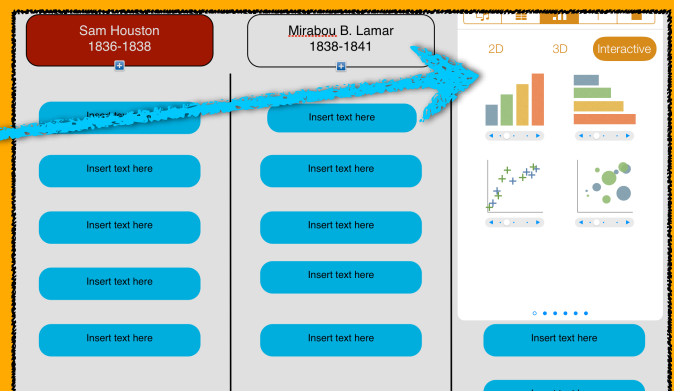 Sam Houston
1836-1838
Mirabou B. Lamar
1838-1841
2D
3D
Interactive
Insert text here
Insert text here
Insert text here
Insert text here
Insert text here
Insert text here
Insert text here
Insert text here
Insert text here
Insert text here
Insert text here